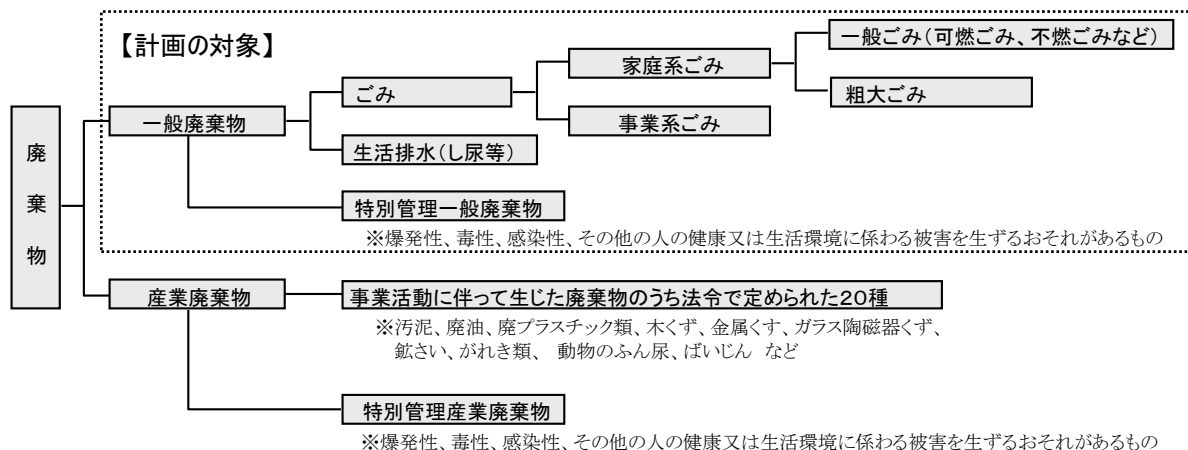 【計画の対象】
一般ごみ（可燃ごみ、不燃ごみなど）
家庭系ごみ
ごみ
粗大ごみ
一般廃棄物
事業系ごみ
生活排水（し尿等）
廃棄物
特別管理一般廃棄物
※爆発性、毒性、感染性、その他の人の健康又は生活環境に係わる被害を生ずるおそれがあるもの
産業廃棄物
事業活動に伴って生じた廃棄物のうち法令で定められた２０種
※汚泥、廃油、廃プラスチック類、木くず、金属くす、ガラス陶磁器くず、
鉱さい、がれき類、 動物のふん尿、ばいじん など
特別管理産業廃棄物
※爆発性、毒性、感染性、その他の人の健康又は生活環境に係わる被害を生ずるおそれがあるもの